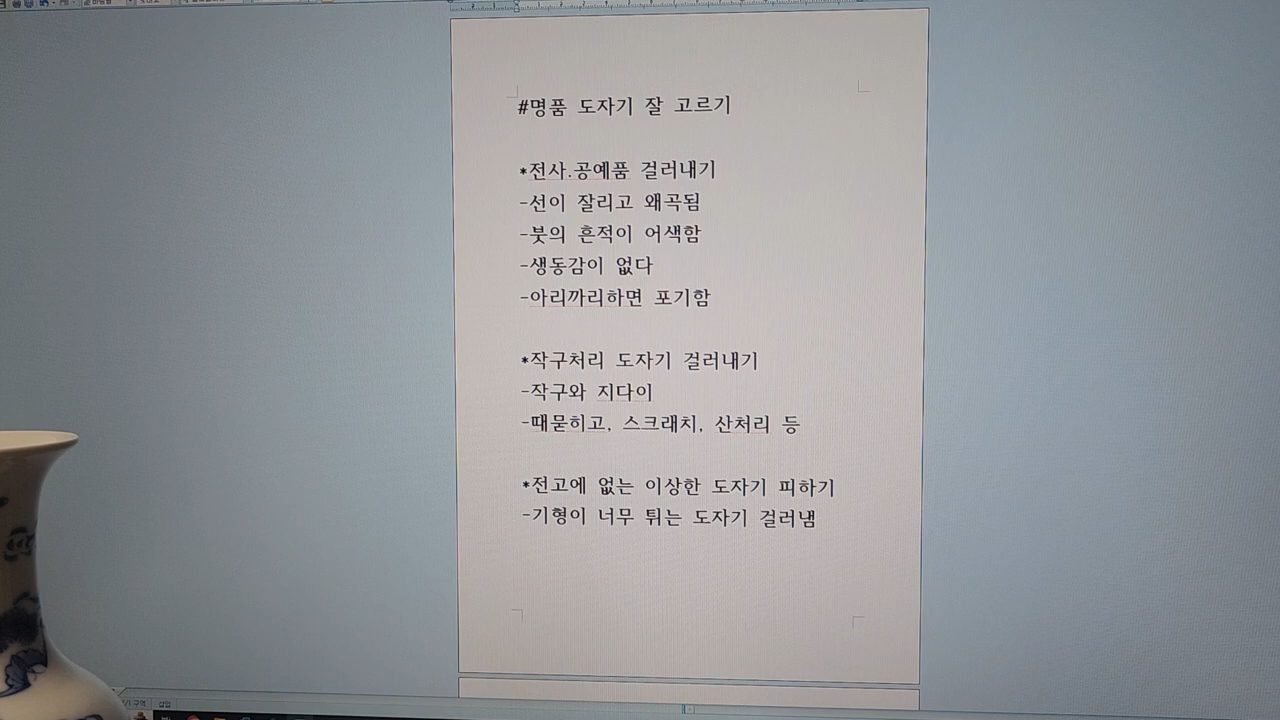 #명품 도자기 잘 고르기
*전사.공예품 걸러내기
-선이 잘리고 왜곡됨
-붓의 흔적이 어색함
-생동감이 없다
-아리까리하면 포기함
*작구처리 도자기 걸러내기
-작구와 지다이
-때묻히고, 스크래치, 산처리 등
*전고에 없는 이상한 도자기 피하기
-기형이 너무 튀는 도자기 걸러냄
구역 삽입